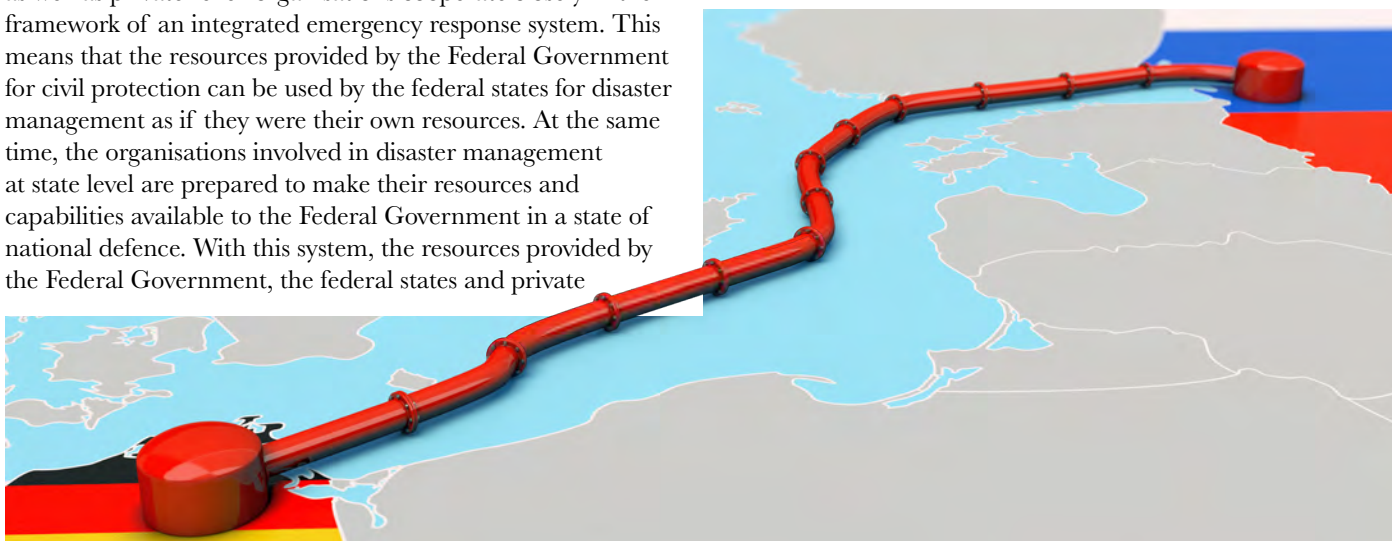 framework of an integrated emergency response system. This
means that the resources provided by the Federal Government
for civil protection can be used by the federal states for disaster
management as if they were their own resources. At the same
time, the organisations involved in disaster management
at state level are prepared to make their resources and
capabilities available to the Federal Government in a state of
national defence. With this system, the resources provided by
the Federal Government, the federal states and private